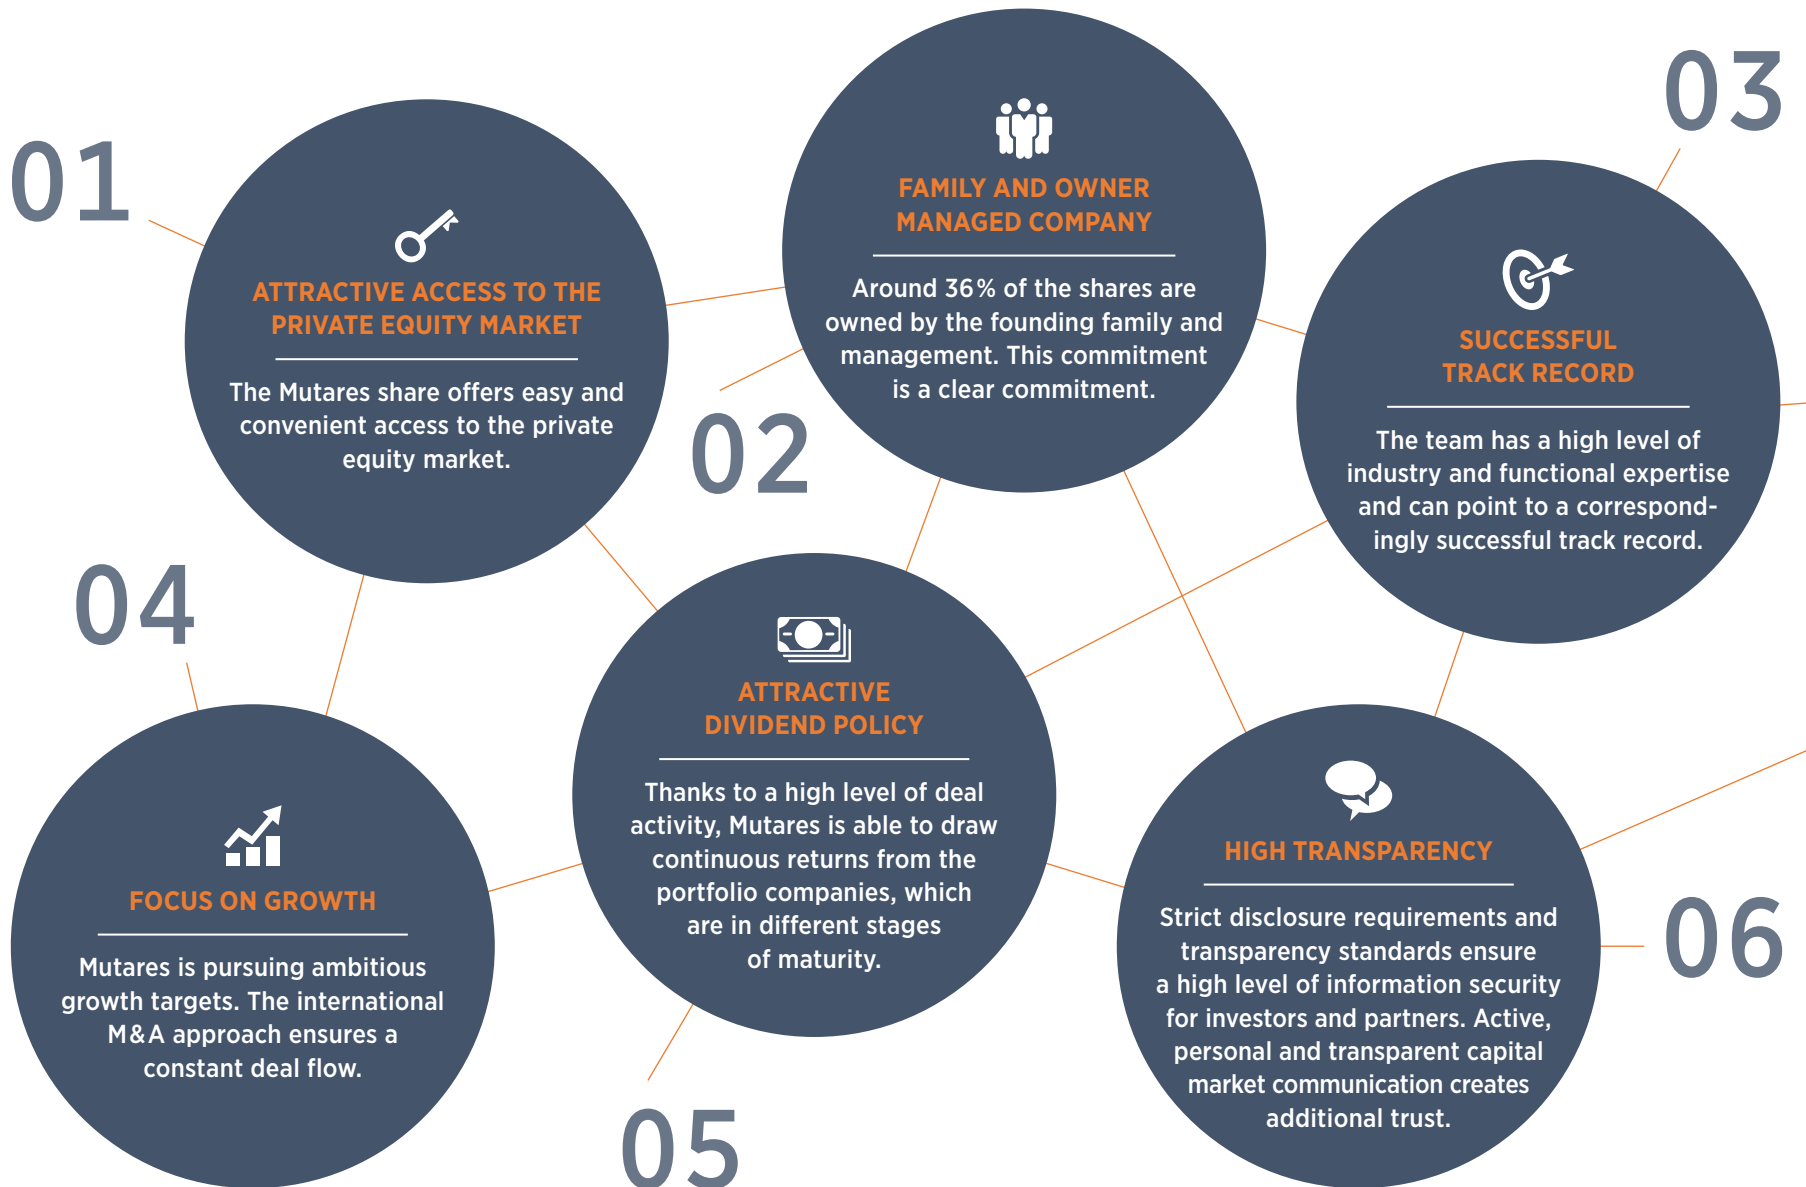 01
ATTRACTIVE ACCESS TO THE
PRIVATE EQUITY MARKET
The Mutares share offers easy and
convenient access to the private
equity market.
02
FAMILY AND OWNER
MANAGED COMPANY
Around 36% of the shares are
owned by the founding family and
management. This commitment
is a clear commitment.
03
SUCCESSFUL
TRACK RECORD
The team has a high level of
industry and functional expertise
and can point to a correspond-
ingly successful track record.
04
FOCUS ON GROWTH
Mutares is pursuing ambitious
growth targets. The international
M&A approach ensures a
constant deal flow.
05
ATTRACTIVE
DIVIDEND POLICY
Thanks to a high level of deal
activity, Mutares is able to draw
continuous returns from the
portfolio companies, which
are in different stages
of maturity.
06
HIGH TRANSPARENCY
Strict disclosure requirements and
transparency standards ensure
a high level of information security
for investors and partners. Active,
personal and transparent capital
market communication creates
additional trust.